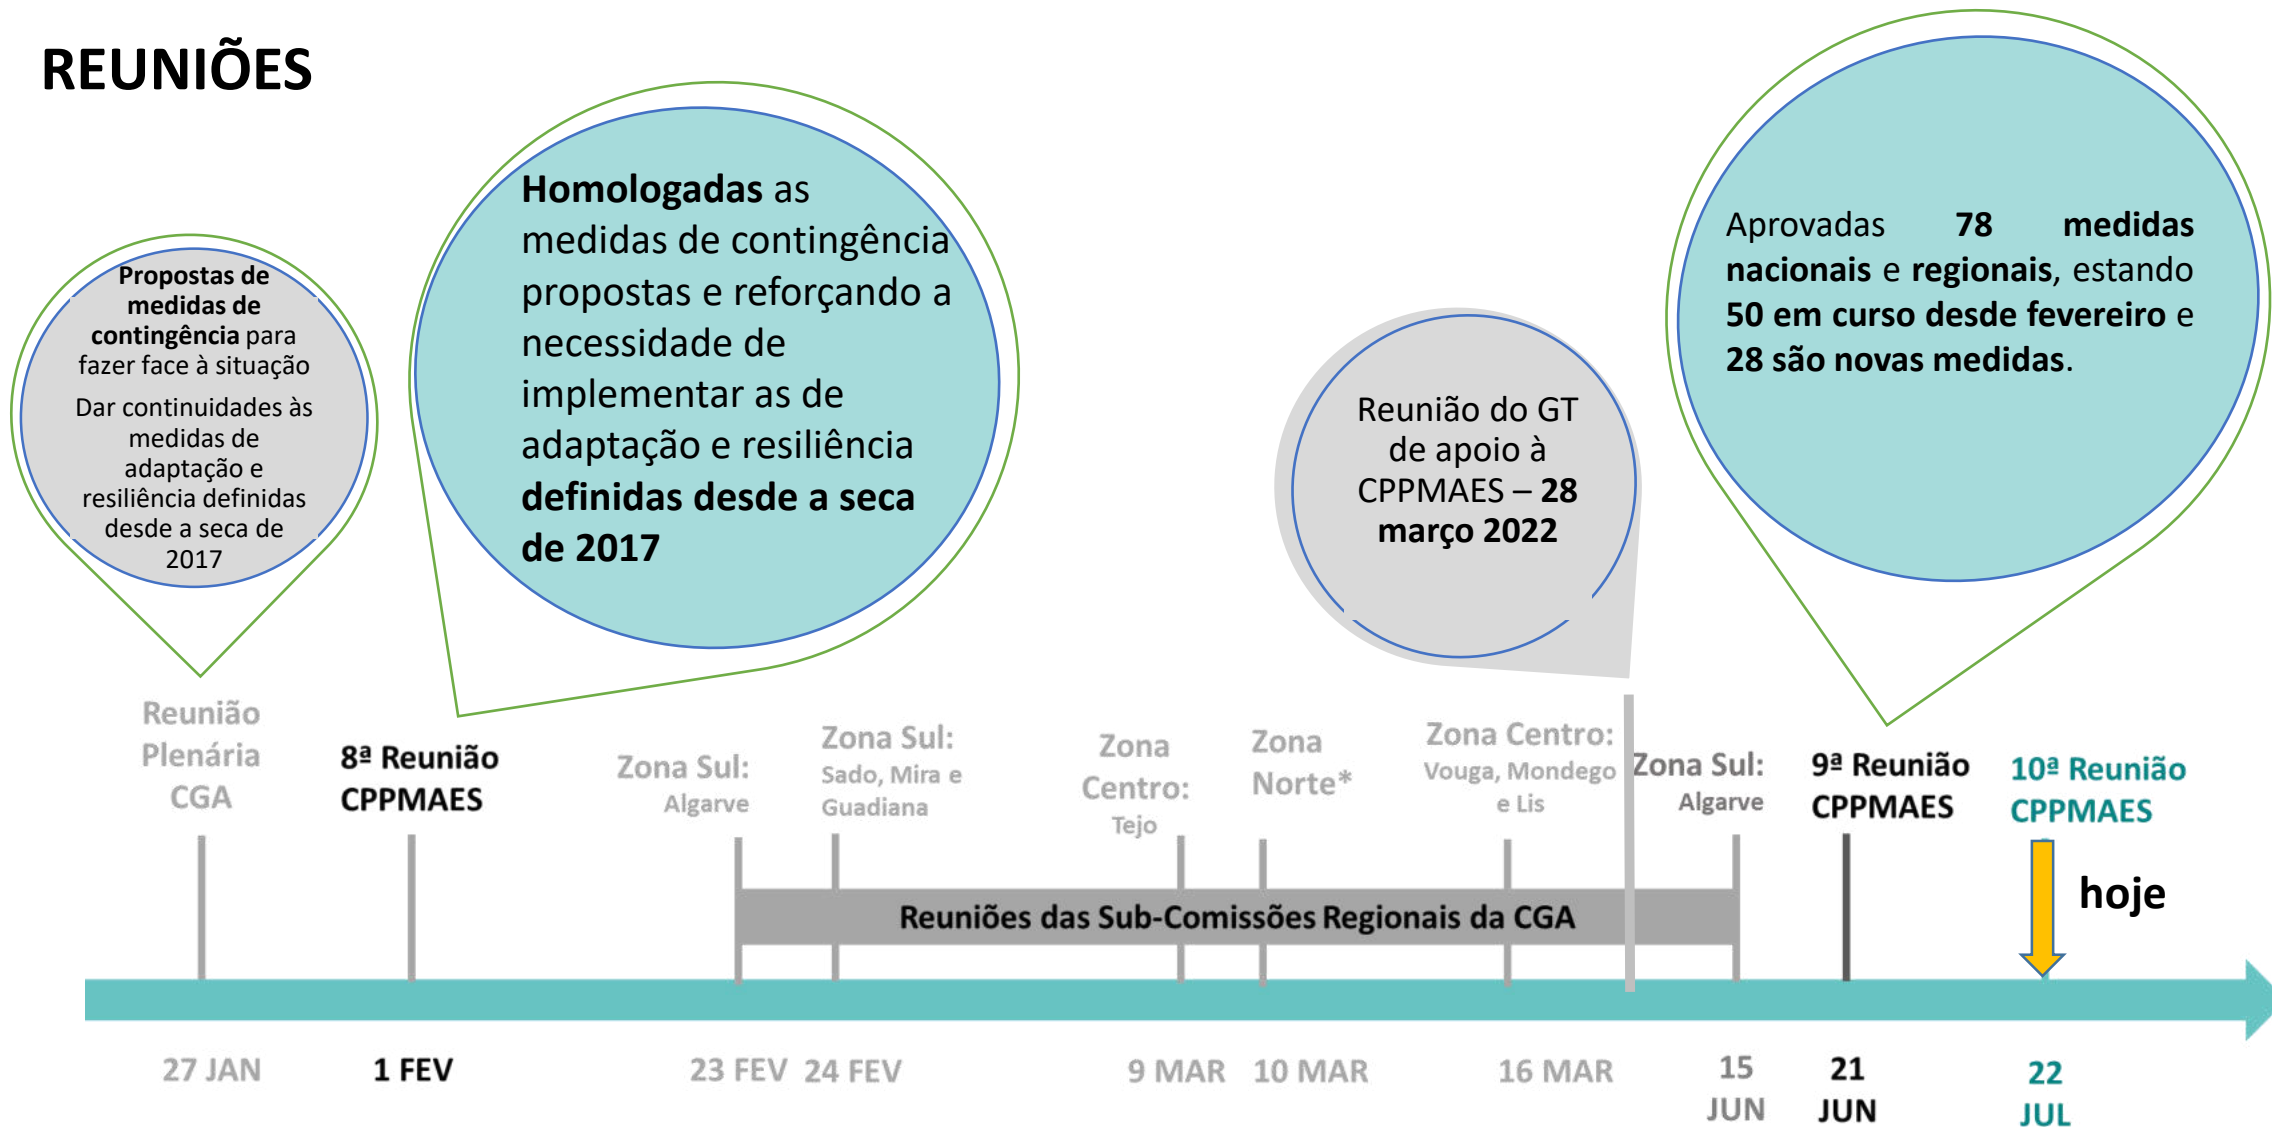 REUNIÕES
Propostas de
medidas de
contingência para
fazer face à situação
Dar continuidades às
medidas de
adaptação e
resiliência definidas
desde a seca de
2017
Homologadas as
medidas de contingência
propostas e reforçando a
necessidade de
implementar as de
adaptação e resiliência
definidas desde a seca
de 2017
Reunião do GT
de apoio à
CPPMAES – 28
março 2022
Aprovadas 78 medidas
nacionais e regionais, estando
50 em curso desde fevereiro e
28 são novas medidas.
Reunião
Plenária
CGA
8ª Reunião
CPPMAES
Zona Sul:
Algarve
Zona Sul:
Sado, Mira e
Guadiana
Zona
Centro:
Tejo
Zona
Norte*
Zona Centro:
Vouga, Mondego
e Lis
Zona Sul:
Algarve
9ª Reunião
CPPMAES
10ª Reunião
CPPMAES
hoje
Reuniões das Sub-Comissões Regionais da CGA
27 JAN
1 FEV
23 FEV
24 FEV
9 MAR
10 MAR
16 MAR
15
JUN
21
JUN
22
JUL